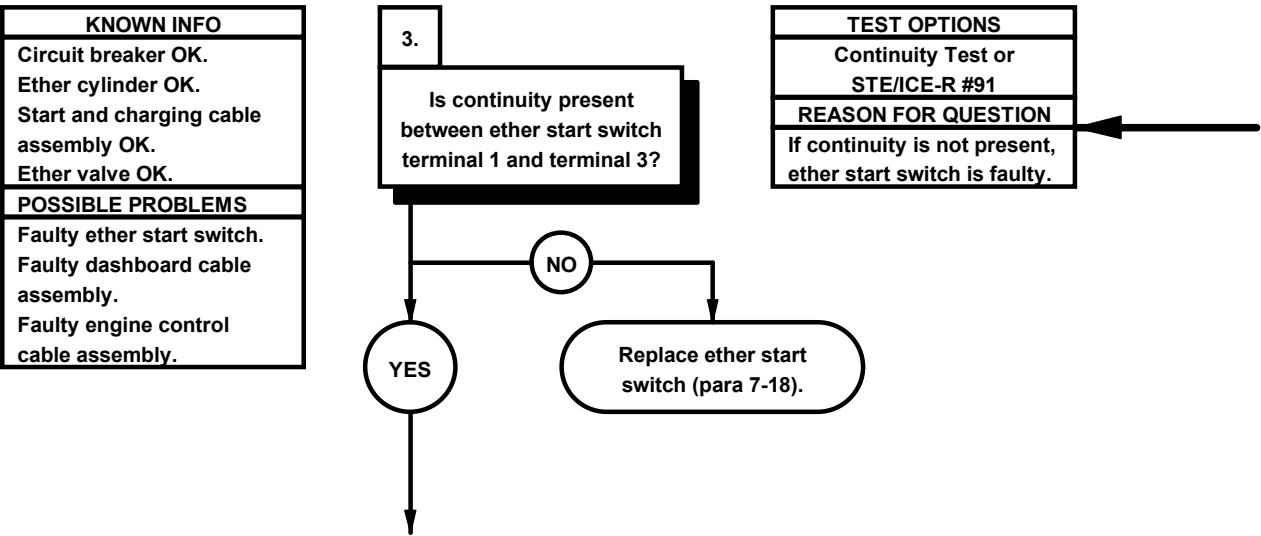 KNOWN INFO
Circuit breaker OK.
Ether cylinder OK.
Start and charging cable
assembly OK.
Ether valve OK.
POSSIBLE PROBLEMS
Faulty ether start switch.
Faulty dashboard cable
assembly.
Faulty engine control
cable assembly.
3.
Is continuity present
between ether start switch
terminal 1 and terminal 3?
NO
YES
Replace ether start
switch (para 7-18).
TEST OPTIONS
Continuity Test or
STE/ICE-R #91
REASON FOR QUESTION
If continuity is not present,
ether start switch is faulty.